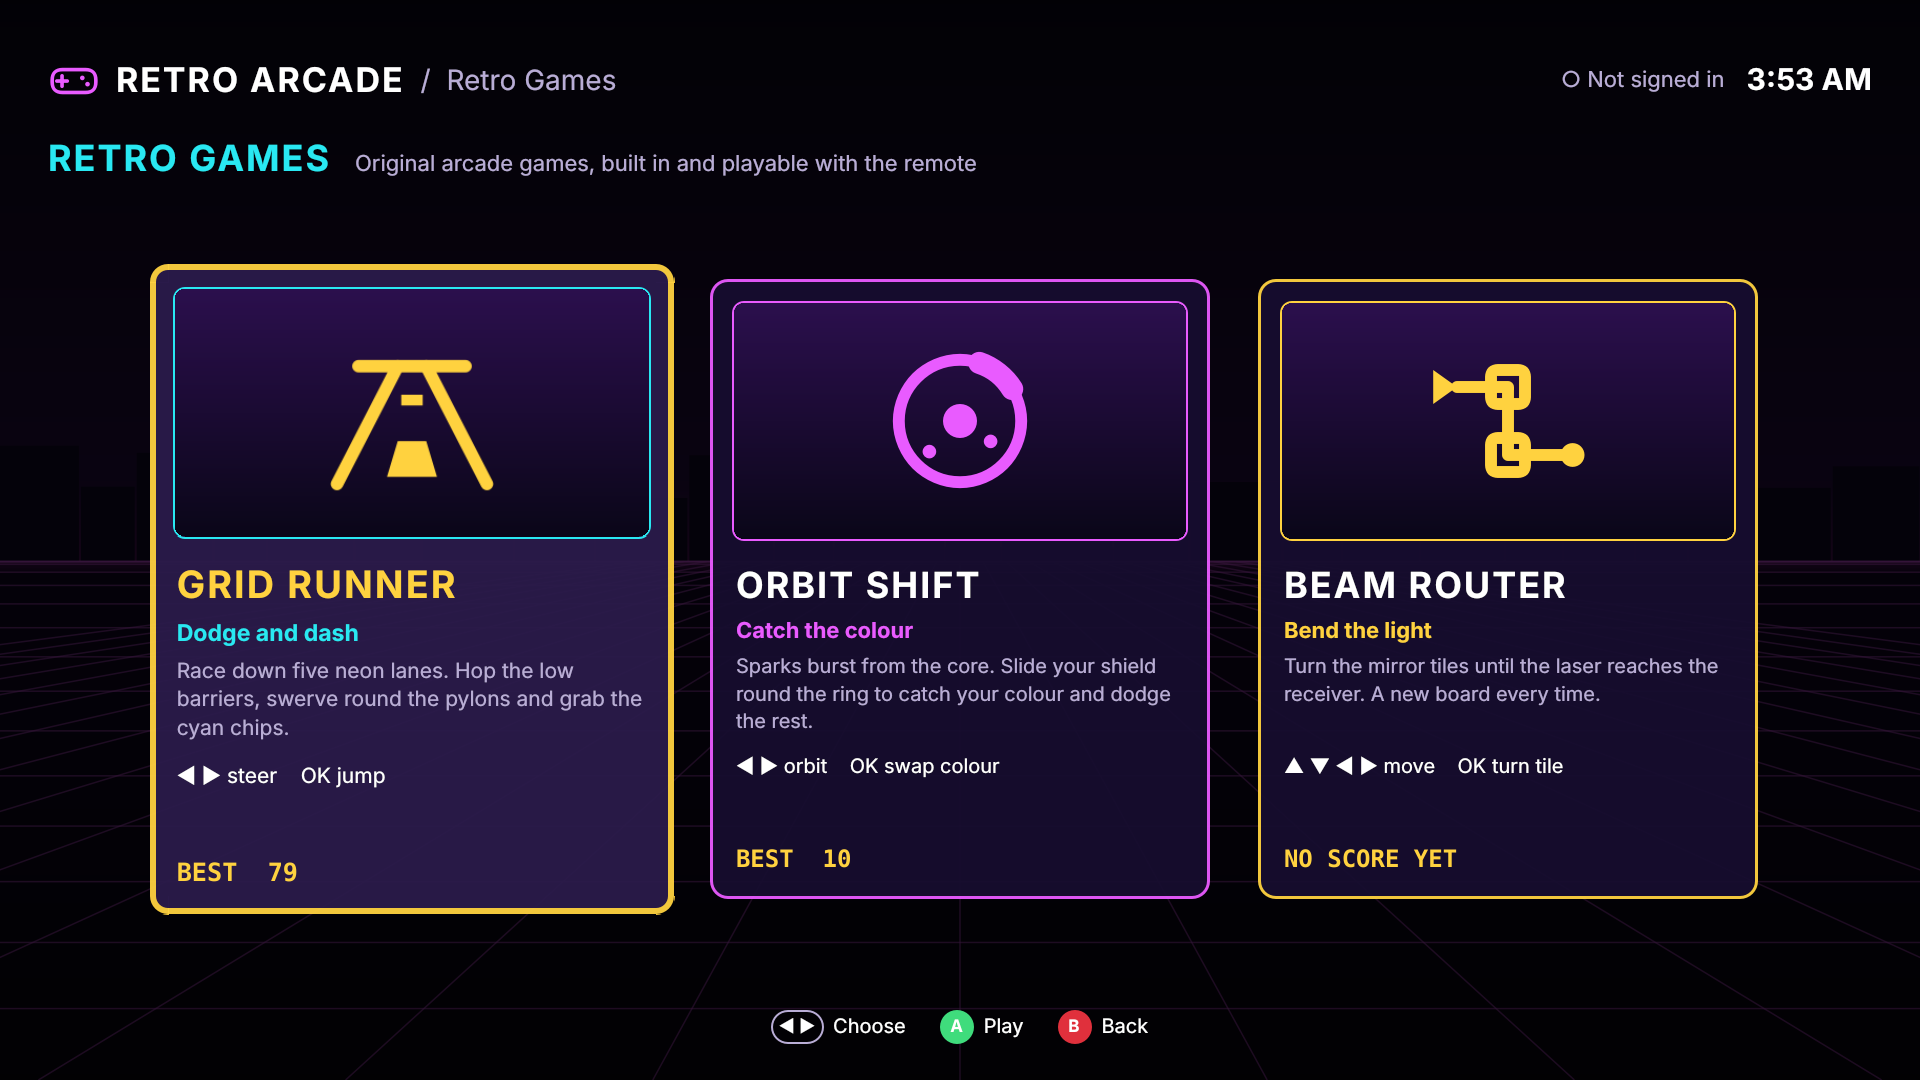 RETRO ARCADE / Retro Games
Not signed in 3:53 AM
RETRO GAMES Original arcade games, built in and playable with the remote
GRID RUNNER
Dodge and dash
Race down five neon lanes. Hop the low
barriers, swerve round the pylons and grab the
cyan chips.
◀ ▶ steer OK jump
BEST 79
ORBIT SHIFT
Catch the colour
Sparks burst from the core. Slide your shield
round the ring to catch your colour and dodge
the rest.
◀ ▶ orbit OK swap colour
BEST 10
BEAM ROUTER
Bend the light
Turn the mirror tiles until the laser reaches the
receiver. A new board every time.
▲ ▼ ◀ ▶ move OK turn tile
NO SCORE YET
◀ ▶ Choose A Play B Back